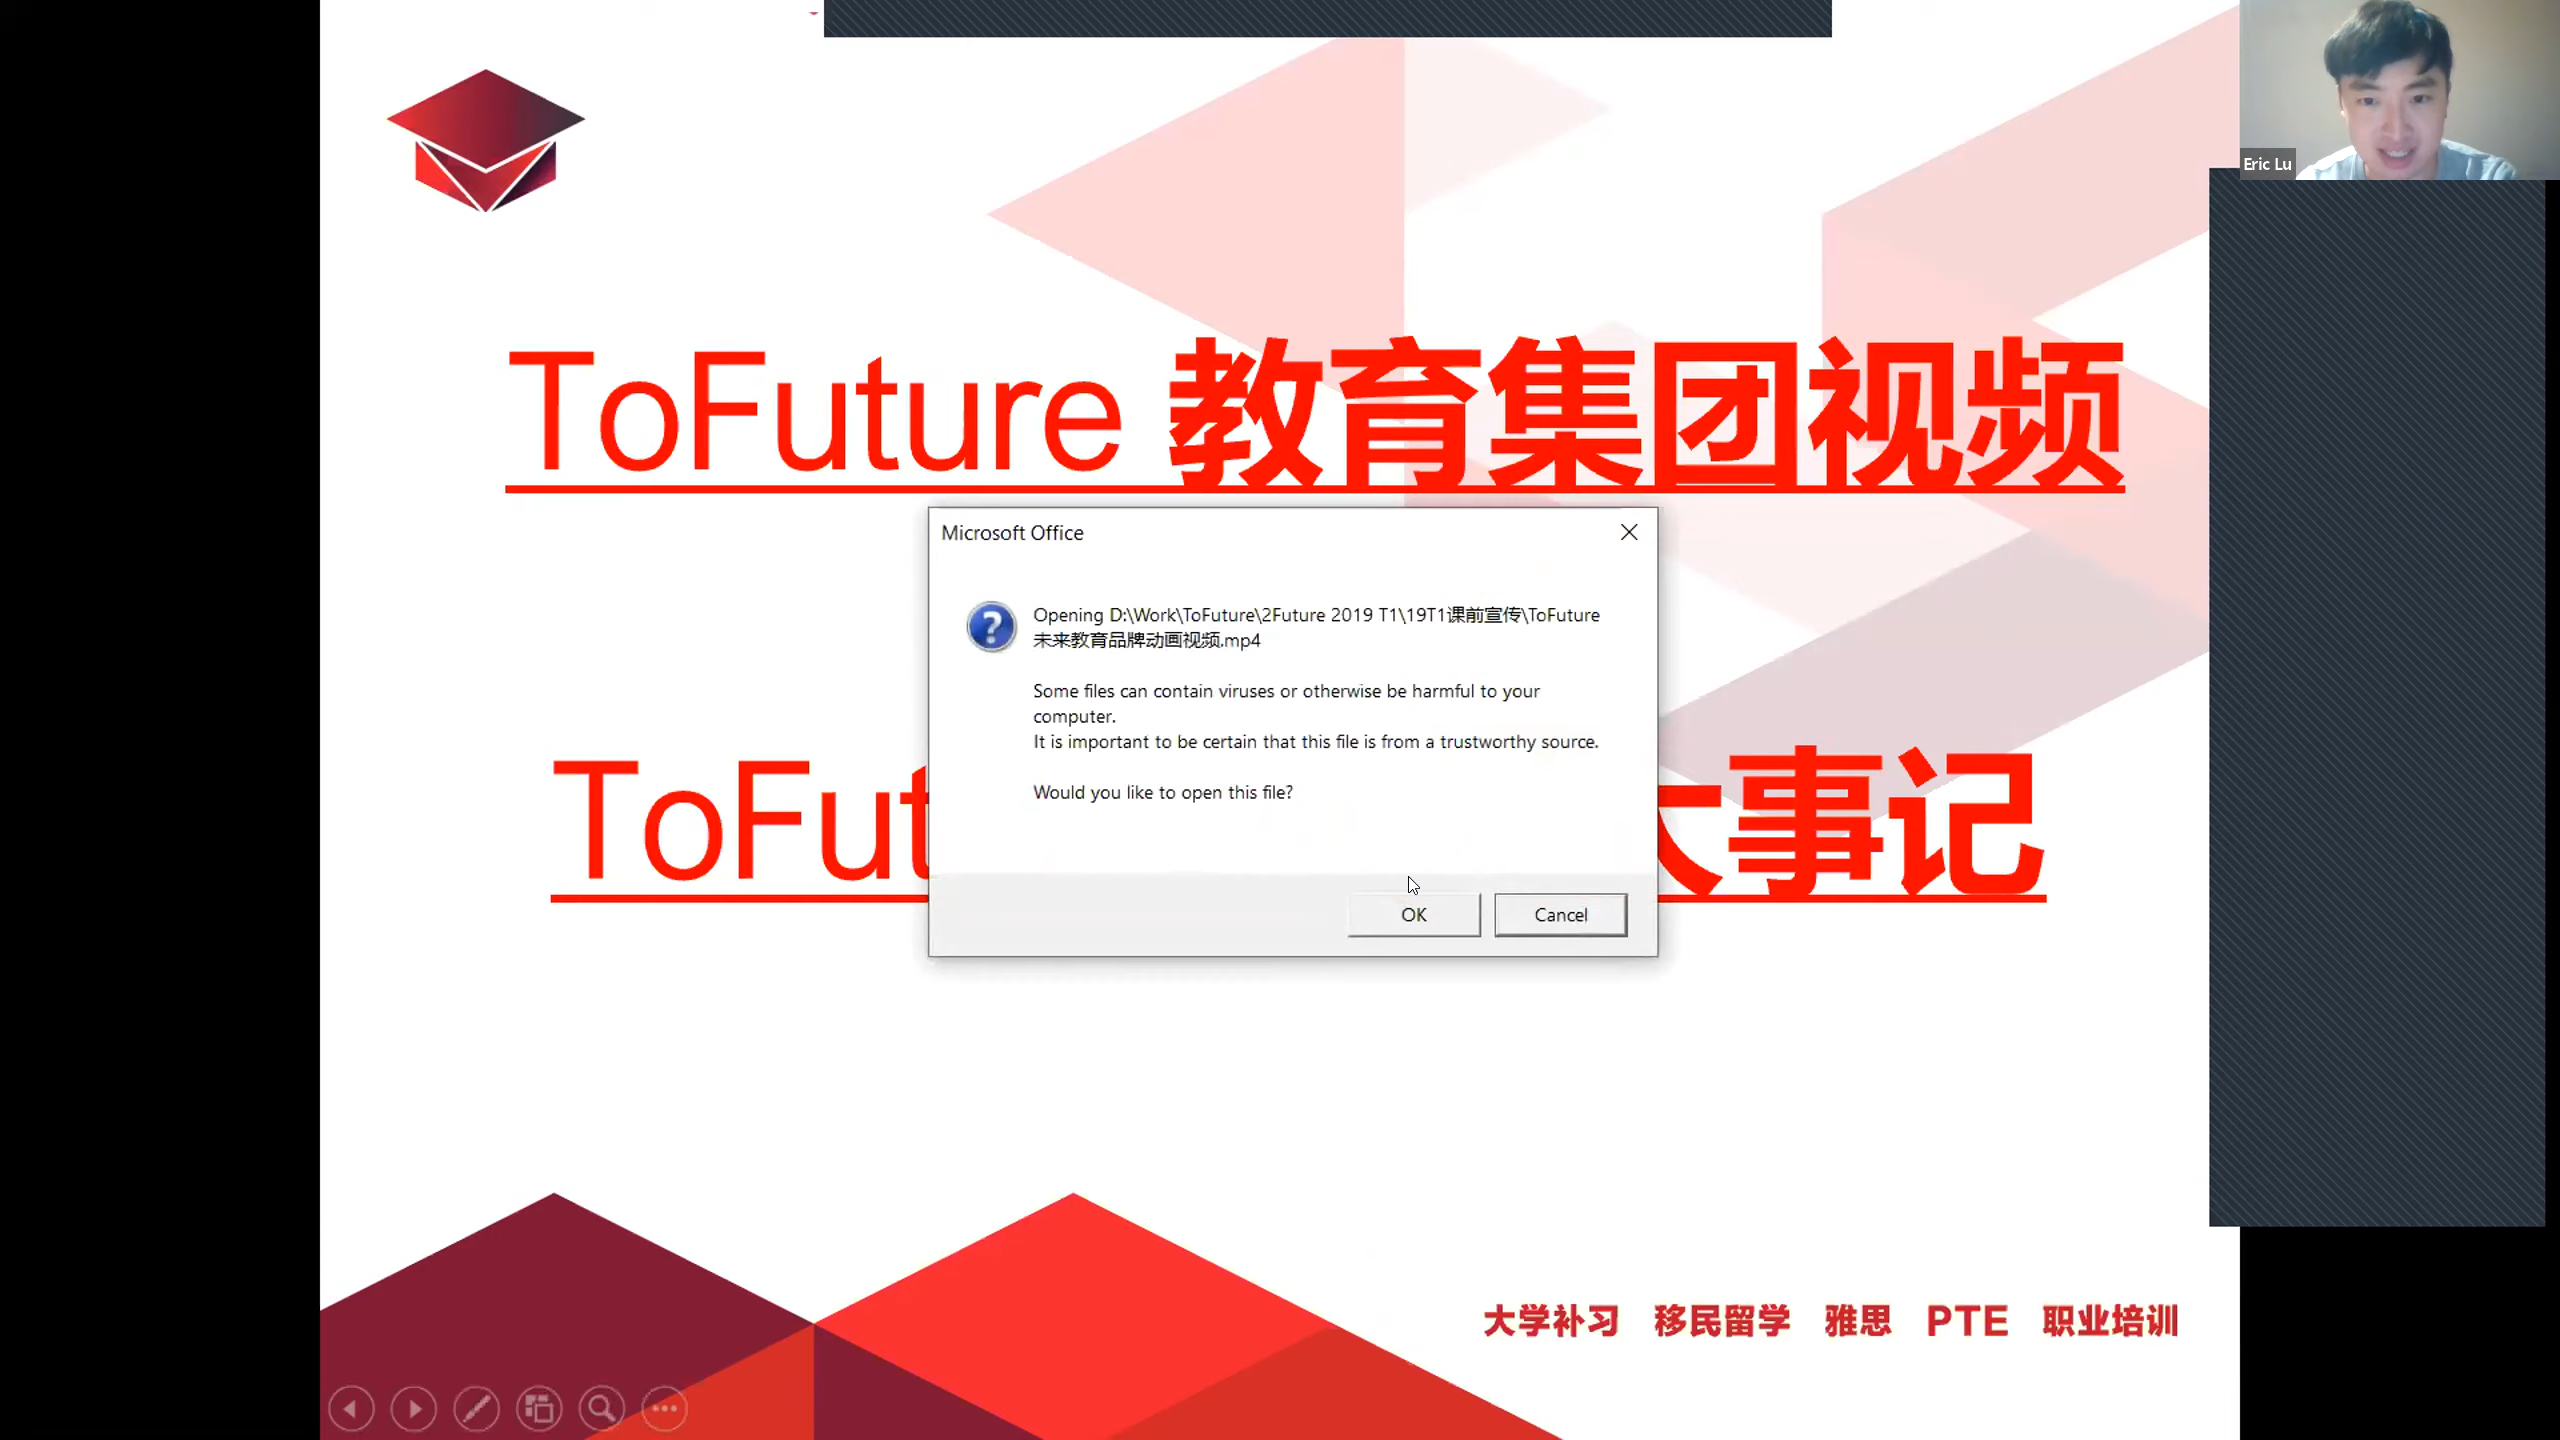 Eric Lu
ToFuture 教育集团视频
Microsoft Office
Opening D:\Work\ToFuture\2Future 2019 T1\19T1课前宣传\ToFuture
未来教育品牌动画视频.mp4
Some files can contain viruses or otherwise be harmful to your
computer.
It is important to be certain that this file is from a trustworthy source.
Would you like to open this file?
OK Cancel
ToFut 大事记
大学补习 移民留学 雅思 PTE 职业培训